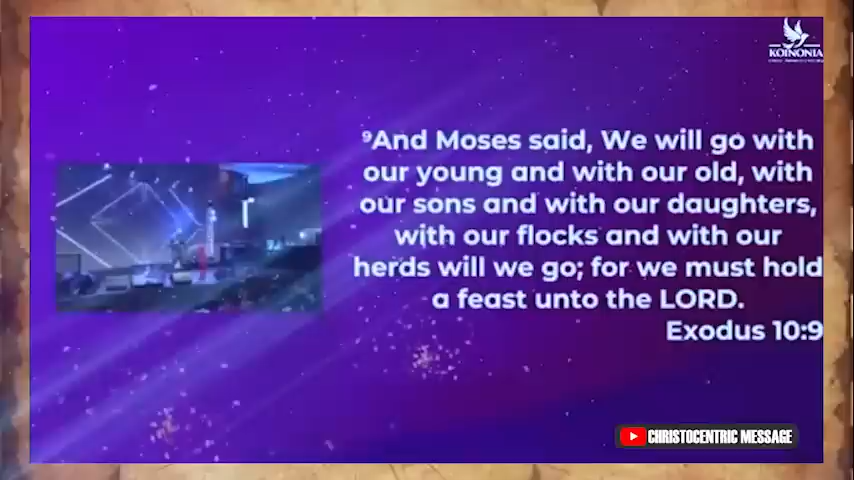 KOINONIA
⁹And Moses said, We will go with
our young and with our old, with
our sons and with our daughters,
with our flocks and with our
herds will we go; for we must hold
a feast unto the LORD.
Exodus 10:9
CHRISTOCENTRIC MESSAGE